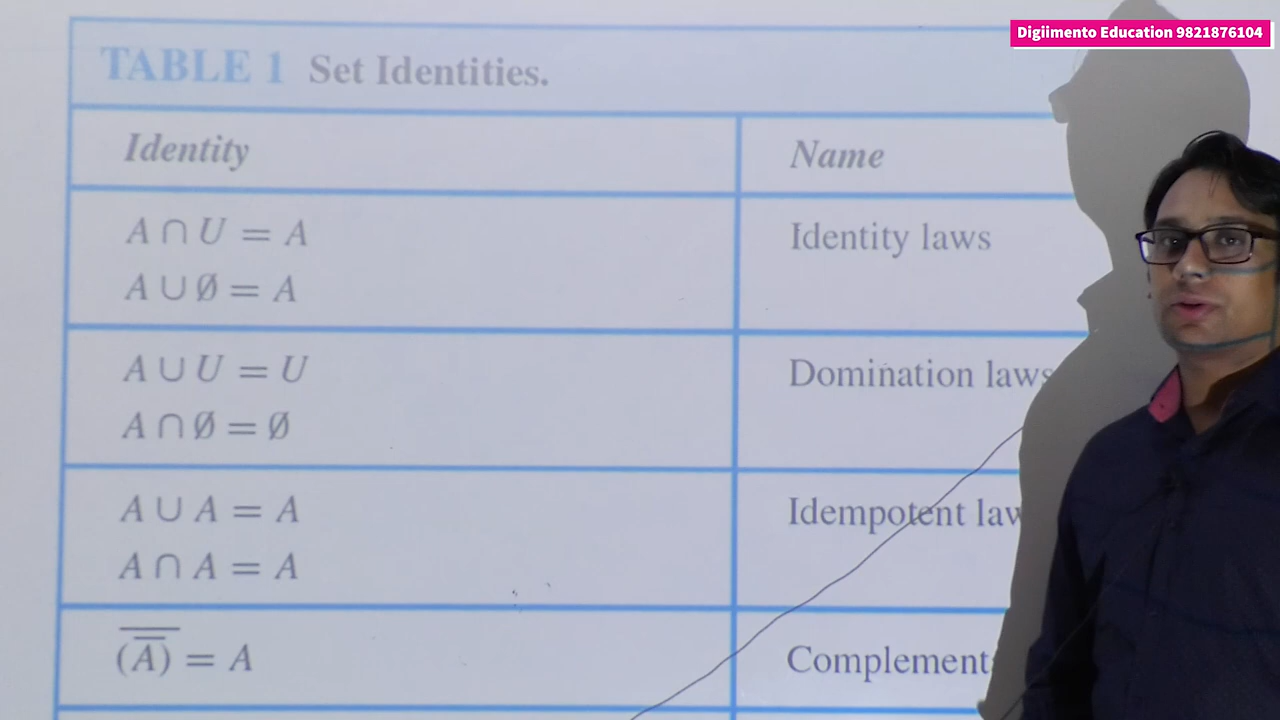 Digiimento Education 9821876104
TABLE 1 Set Identities.
Identity Name
A ∩ U = A Identity laws
A ∪ ∅ = A
A ∪ U = U Domination laws
A ∩ ∅ = ∅
A ∪ A = A Idempotent law
A ∩ A = A
(A̅)̅ = A Complement